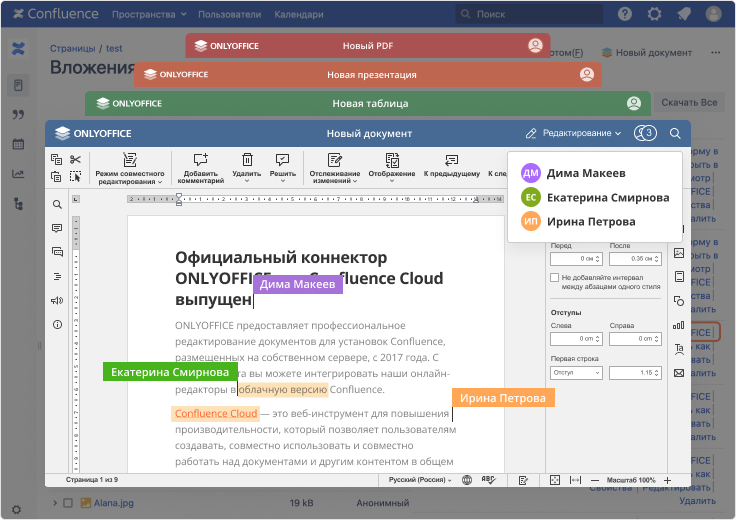 Confluence Пространства Пользователи Календари Поиск
Страницы / test
Новый документ
Вложения
Скачать Все
ONLYOFFICE Новый PDF
ONLYOFFICE Новая презентация
ONLYOFFICE Новая таблица
ONLYOFFICE Новый документ Редактирование 3
Режим совместного редактирования
Добавить комментарий
Удалить
Решить
Отслеживание изменений
Отображение
К предыдущему
ДМ Дима Макеев
ЕС Екатерина Смирнова
ИП Ирина Петрова
Официальный коннектор
ONLYOFFICE Confluence Cloud
Дима Макеев
выпущен
ONLYOFFICE предоставляет профессиональное
редактирование документов для установок Confluence,
размещенных на собственном сервере, с 2017 года. С
Екатерина Смирнова
вы можете интегрировать наши онлайн-
редакторы в облачную версию Confluence.
Ирина Петрова
Confluence Cloud — это веб-инструмент для повышения
производительности, который позволяет пользователям
создавать, совместно использовать и совместно
работать над документами и другим контентом в общем
Перед После
0 см 0.35 см
Не добавляйте интервал
между абзацами одного стиля
Отступы
Слева Справа
0 cm 0 cm
Первая строка
Отступ 1.15
Страница 1 из 9 Русский (Россия) Масштаб 100%
Свойства | Редактировать |
Удалить
Alana.jpg 19 kB Анонимный